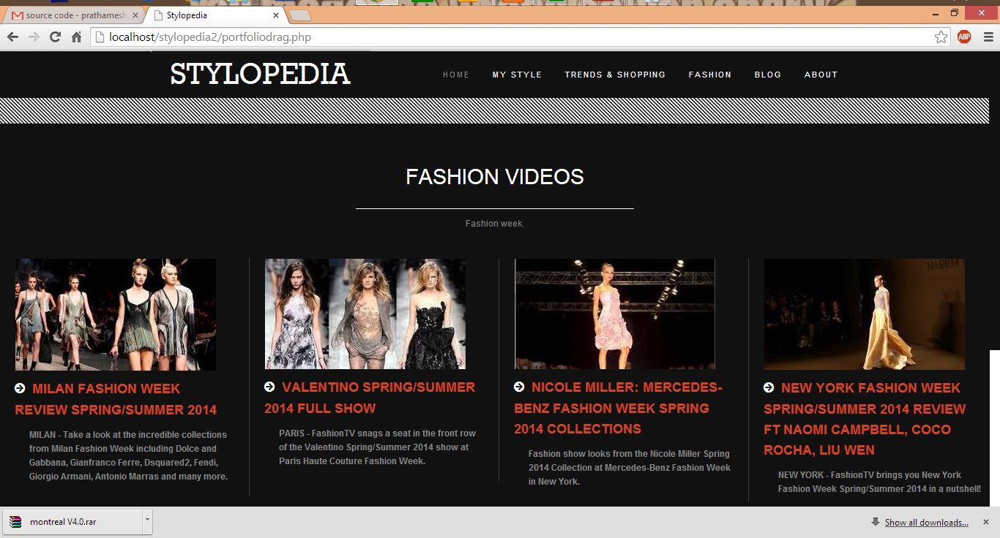 source code - prathamesh
Stylopedia
localhost/stylopedia2/portfoliodrag.php
ABP
STYLOPEDIA
HOME
MY STYLE
TRENDS & SHOPPING
FASHION
BLOG
ABOUT
FASHION VIDEOS
Fashion week.
MILAN FASHION WEEK
REVIEW SPRING/SUMMER 2014
MILAN - Take a look at the incredible collections
from Milan Fashion Week including Dolce and
Gabbana, Gianfranco Ferre, Dsquared2, Fendi,
Giorgio Armani, Antonio Marras and many more.
VALENTINO SPRING/SUMMER
2014 FULL SHOW
PARIS - FashionTV snags a seat in the front row
of the Valentino Spring/Summer 2014 show at
Paris Haute Couture Fashion Week.
NICOLE MILLER: MERCEDES-
BENZ FASHION WEEK SPRING
2014 COLLECTIONS
Fashion show looks from the Nicole Miller Spring
2014 Collection at Mercedes-Benz Fashion Week
in New York.
NEW YORK FASHION WEEK
SPRING/SUMMER 2014 REVIEW
FT NAOMI CAMPBELL, COCO
ROCHA, LIU WEN
NEW YORK - FashionTV brings you New York
Fashion Week Spring/Summer 2014 in a nutshell!
montreal V4.0.rar
Show all downloads...